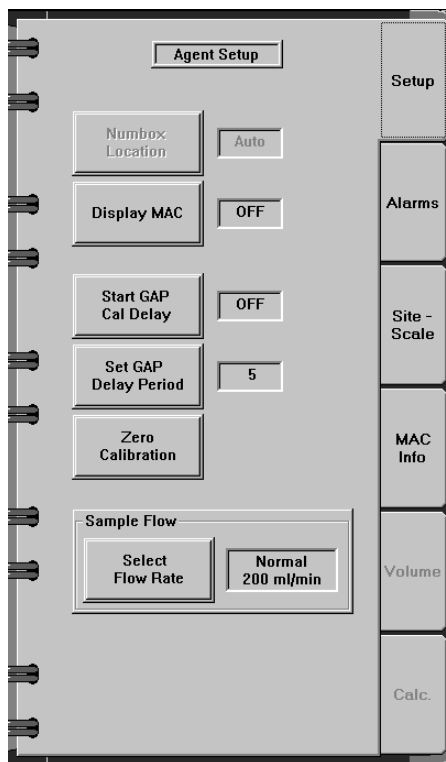 Agent Setup
Setup
Numbox
Location
Auto
Display MAC
OFF
Alarms
Start GAP
Cal Delay
OFF
Site -
Scale
Set GAP
Delay Period
5
Zero
Calibration
MAC
Info
Sample Flow
Select
Flow Rate
Normal
200 ml/min
Volume
Calc.